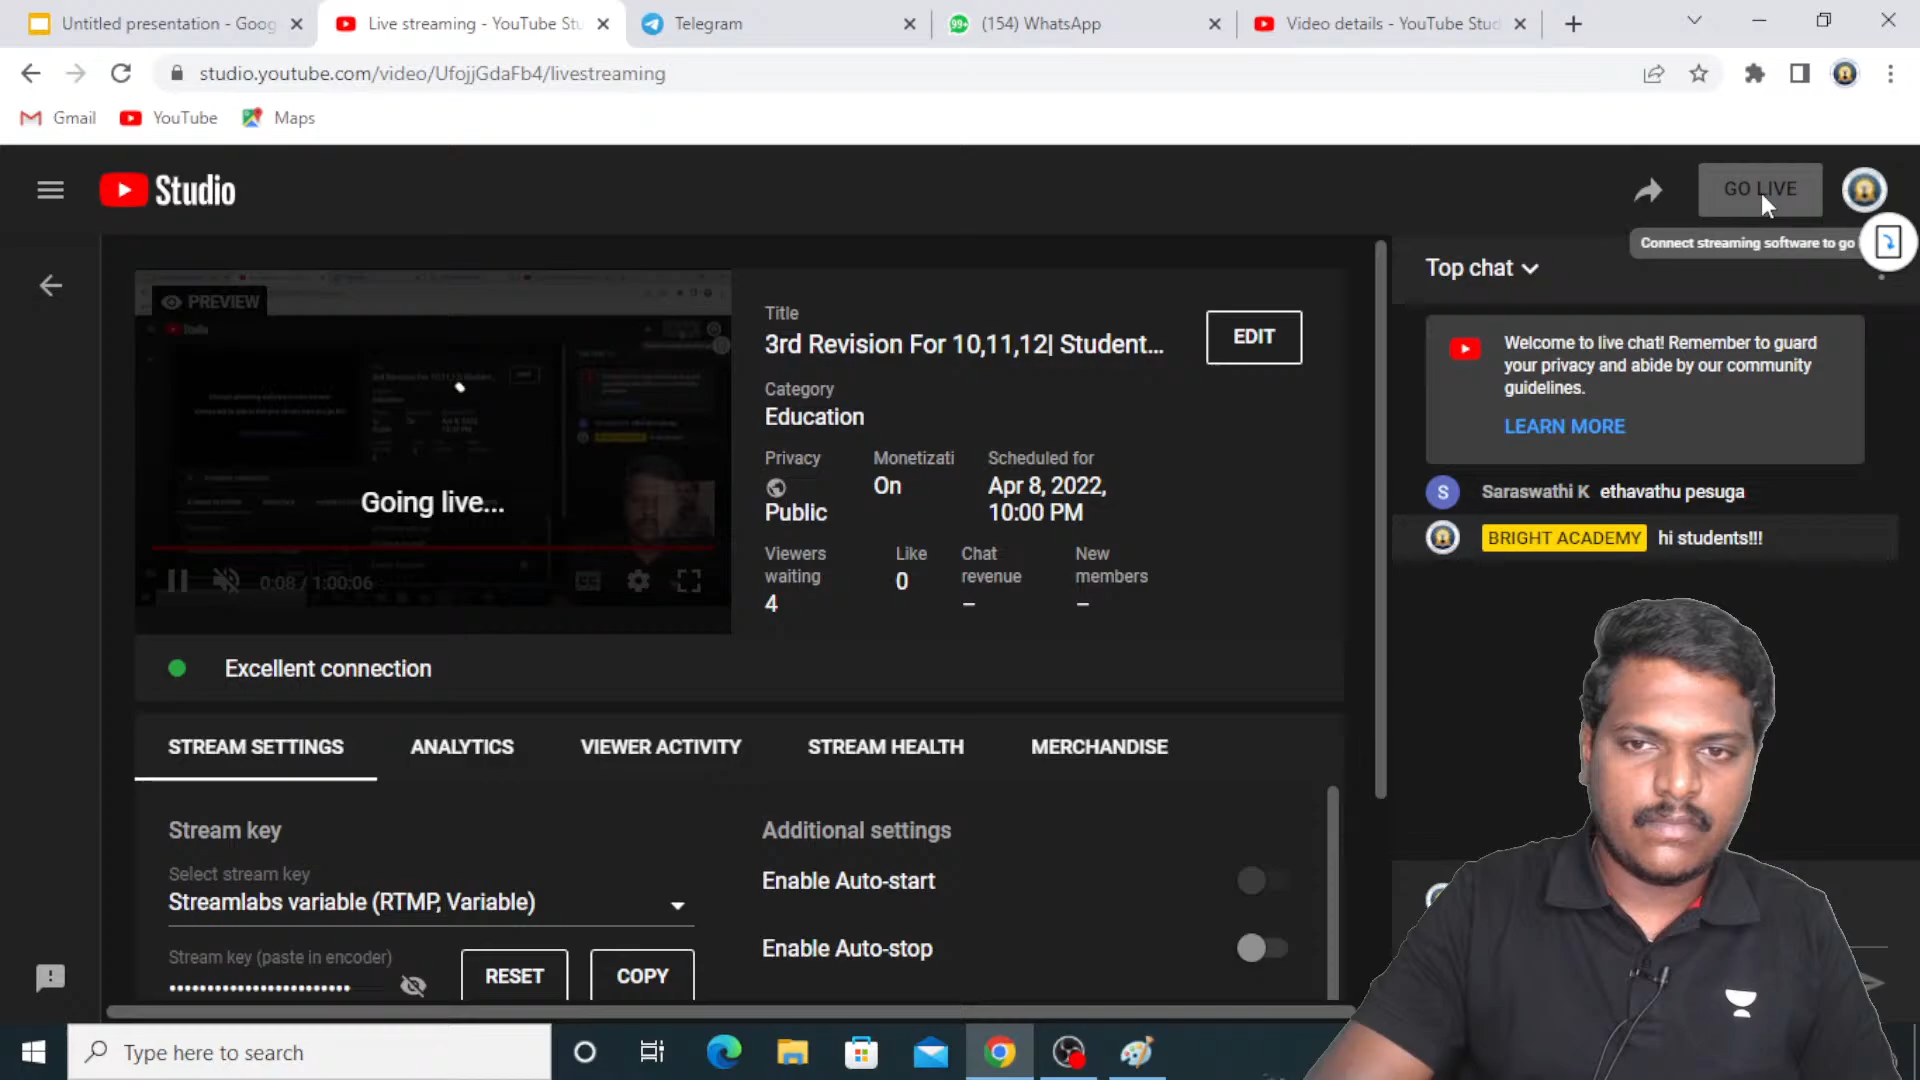 Untitled presentation - Goog
Live streaming - YouTube Stu
Telegram
(154) WhatsApp
Video details - YouTube Stud
studio.youtube.com/video/UfojjGdaFb4/livestreaming
Gmail
YouTube
Maps
Studio
GO LIVE
Connect streaming software to go
Top chat
PREVIEW
Going live...
0:08 / 1:00:06
Title
3rd Revision For 10,11,12| Student...
EDIT
Category
Education
Privacy
Public
Monetizati
On
Scheduled for
Apr 8, 2022,
10:00 PM
Viewers
waiting
4
Like
0
Chat
revenue
–
New
members
–
Excellent connection
Welcome to live chat! Remember to guard
your privacy and abide by our community
guidelines.
LEARN MORE
S
Saraswathi K ethavathu pesuga
BRIGHT ACADEMY hi students!!!
STREAM SETTINGS
ANALYTICS
VIEWER ACTIVITY
STREAM HEALTH
MERCHANDISE
Stream key
Select stream key
Streamlabs variable (RTMP, Variable)
Stream key (paste in encoder)
RESET
COPY
Additional settings
Enable Auto-start
Enable Auto-stop
Type here to search